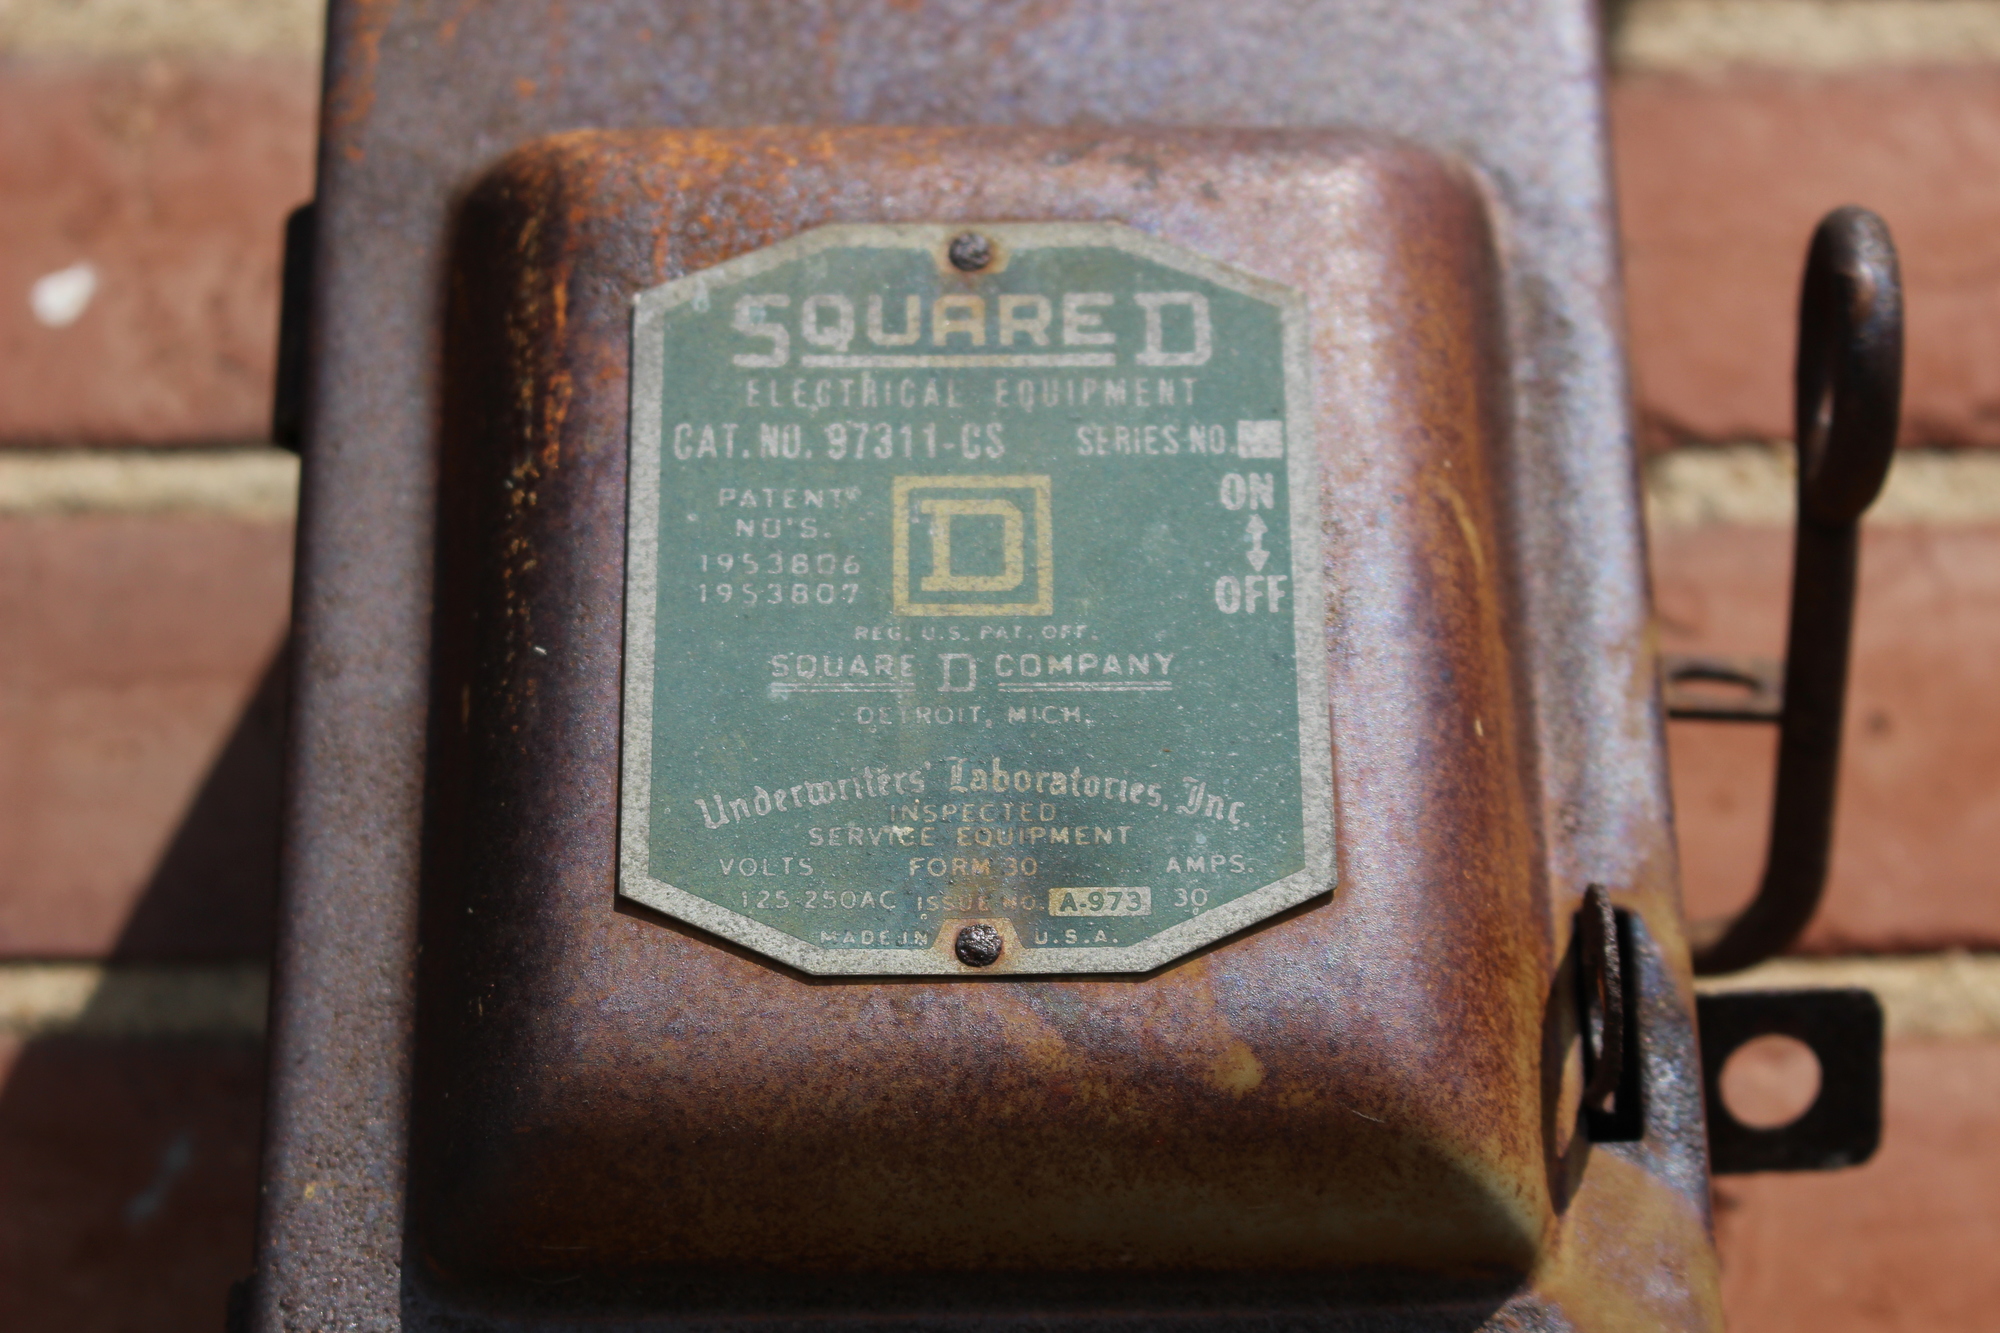 SQUARE D
ELECTRICAL EQUIPMENT
CAT. NO. 97311-CS SERIES NO.
PATENT
NO'S.
1953806
1953807
D
ON
OFF
REG. U.S. PAT. OFF.
SQUARE D COMPANY
DETROIT, MICH.
Underwriters' Laboratories, Inc.
INSPECTED
SERVICE EQUIPMENT
VOLTS FORM 30 AMPS.
125-250AC ISSUE NO. A-973 30
MADE IN U.S.A.